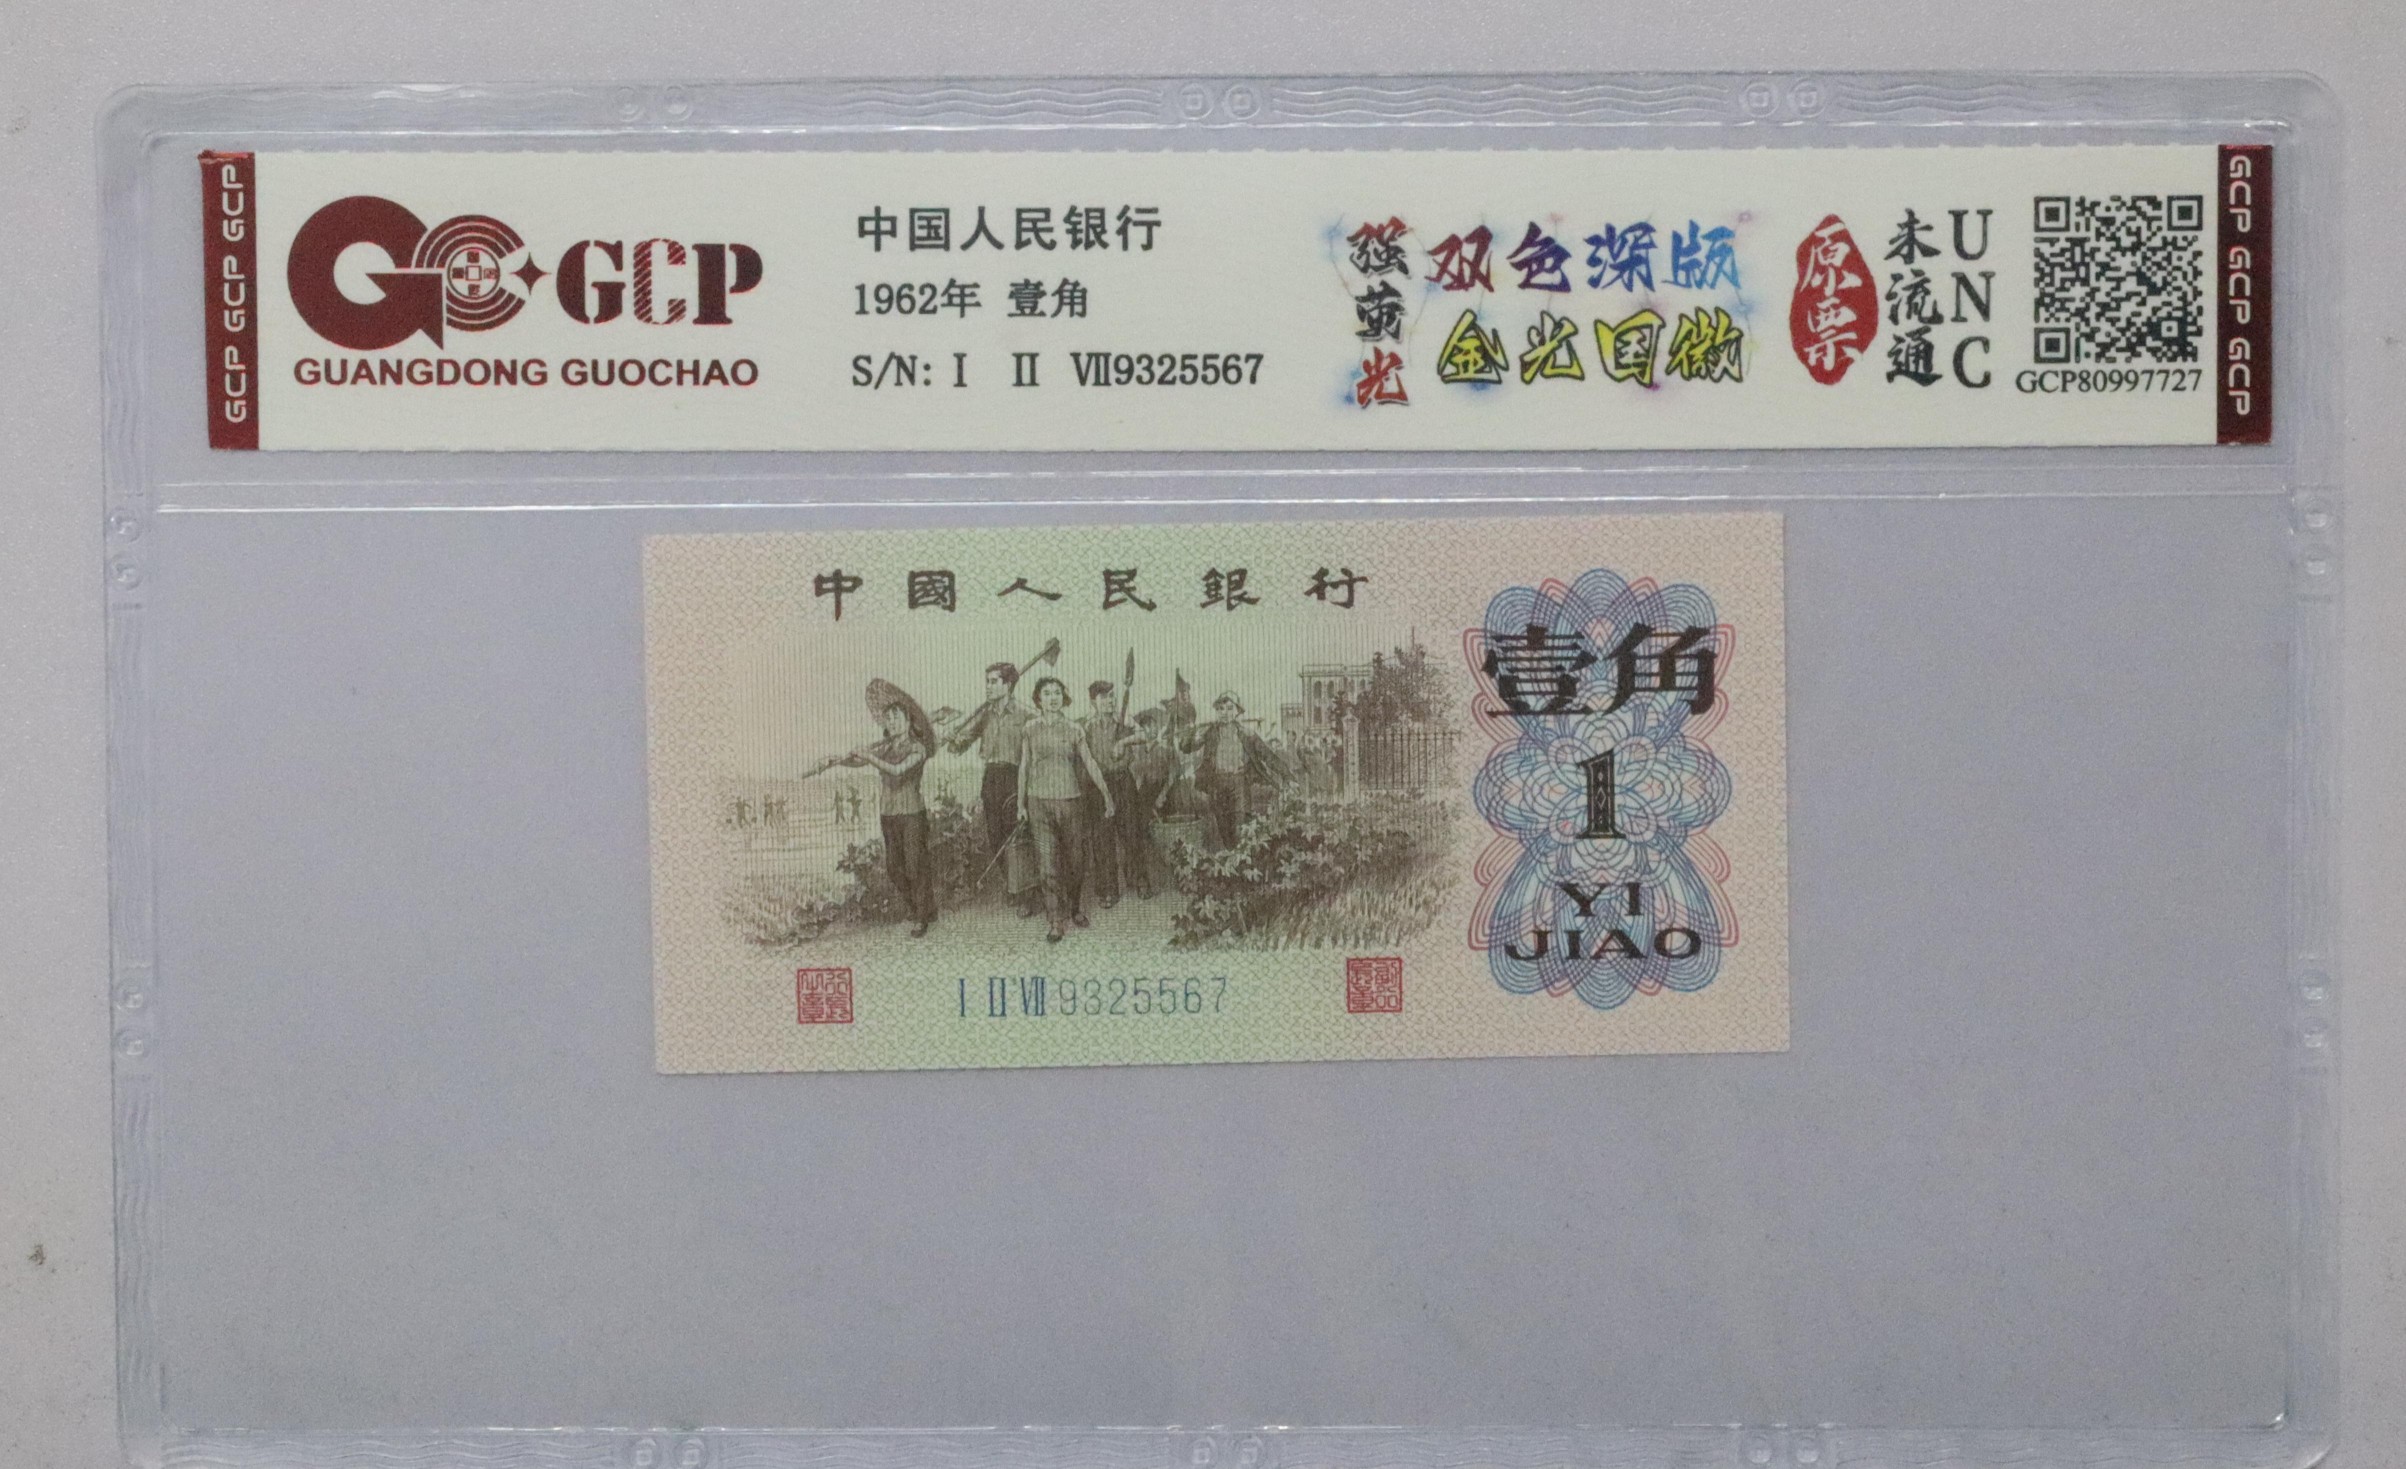 GCP GCP GCP
GCP
GUANGDONG GUOCHAO
中国人民银行
1962年 壹角
S/N: Ⅰ Ⅱ Ⅶ9325567
强荧光
双色深版
金光国徽
原票
未流通
UNC
GCP80997727
GCP GCP GCP
中國人民銀行
壹角
1
YI
JIAO
Ⅰ Ⅱ Ⅶ 9325567